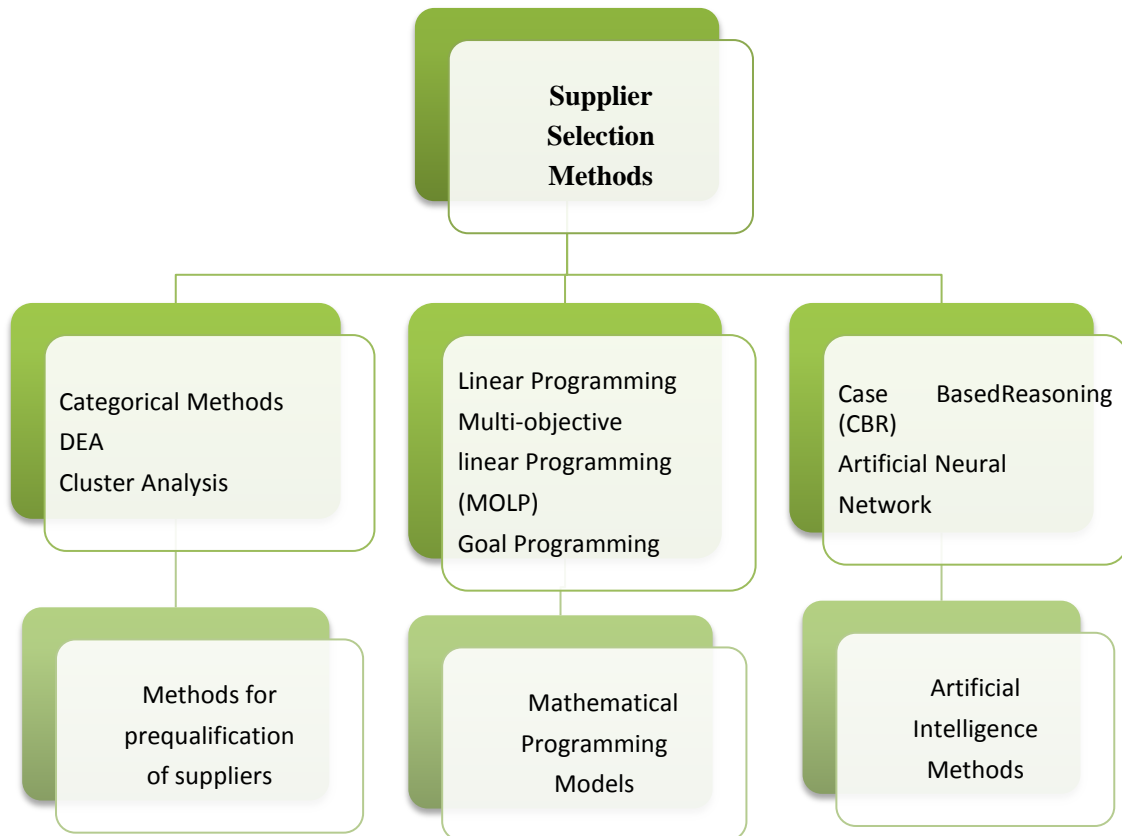 Supplier
Selection
Methods
Categorical Methods
DEA
Cluster Analysis
Linear Programming
Multi-objective
linear Programming
(MOLP)
Goal Programming
Case BasedReasoning
(CBR)
Artificial Neural
Network
Methods for
prequalification
of suppliers
Mathematical
Programming
Models
Artificial
Intelligence
Methods